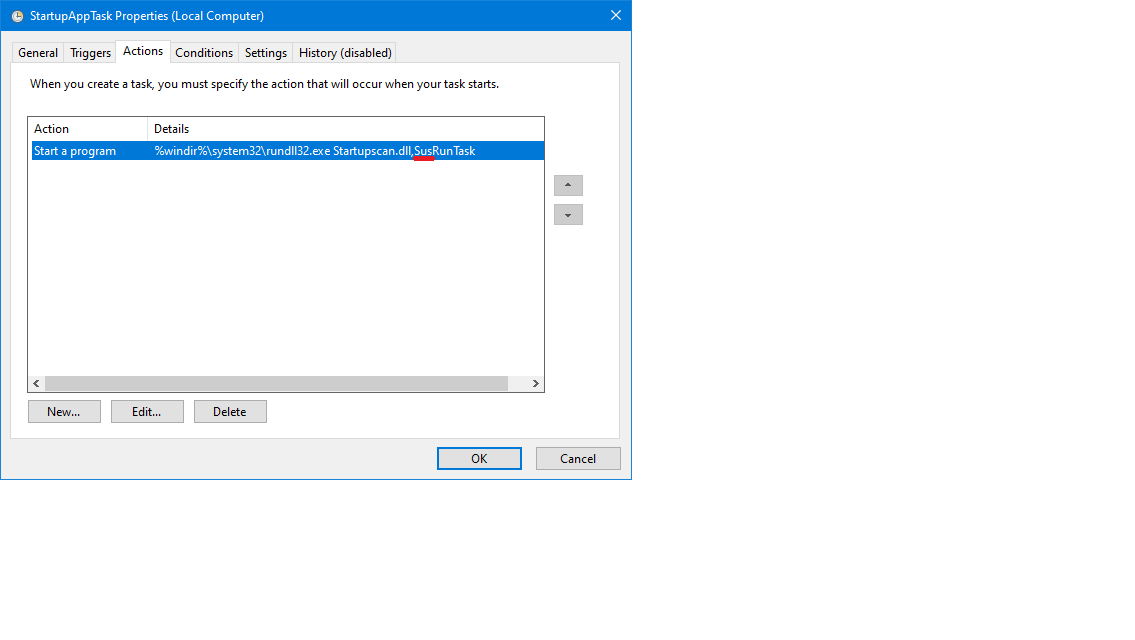 StartupAppTask Properties (Local Computer)
General Triggers Actions Conditions Settings History (disabled)
When you create a task, you must specify the action that will occur when your task starts.
Action Details
Start a program %windir%\system32\rundll32.exe Startupscan.dll,SusRunTask
New... Edit... Delete
OK Cancel